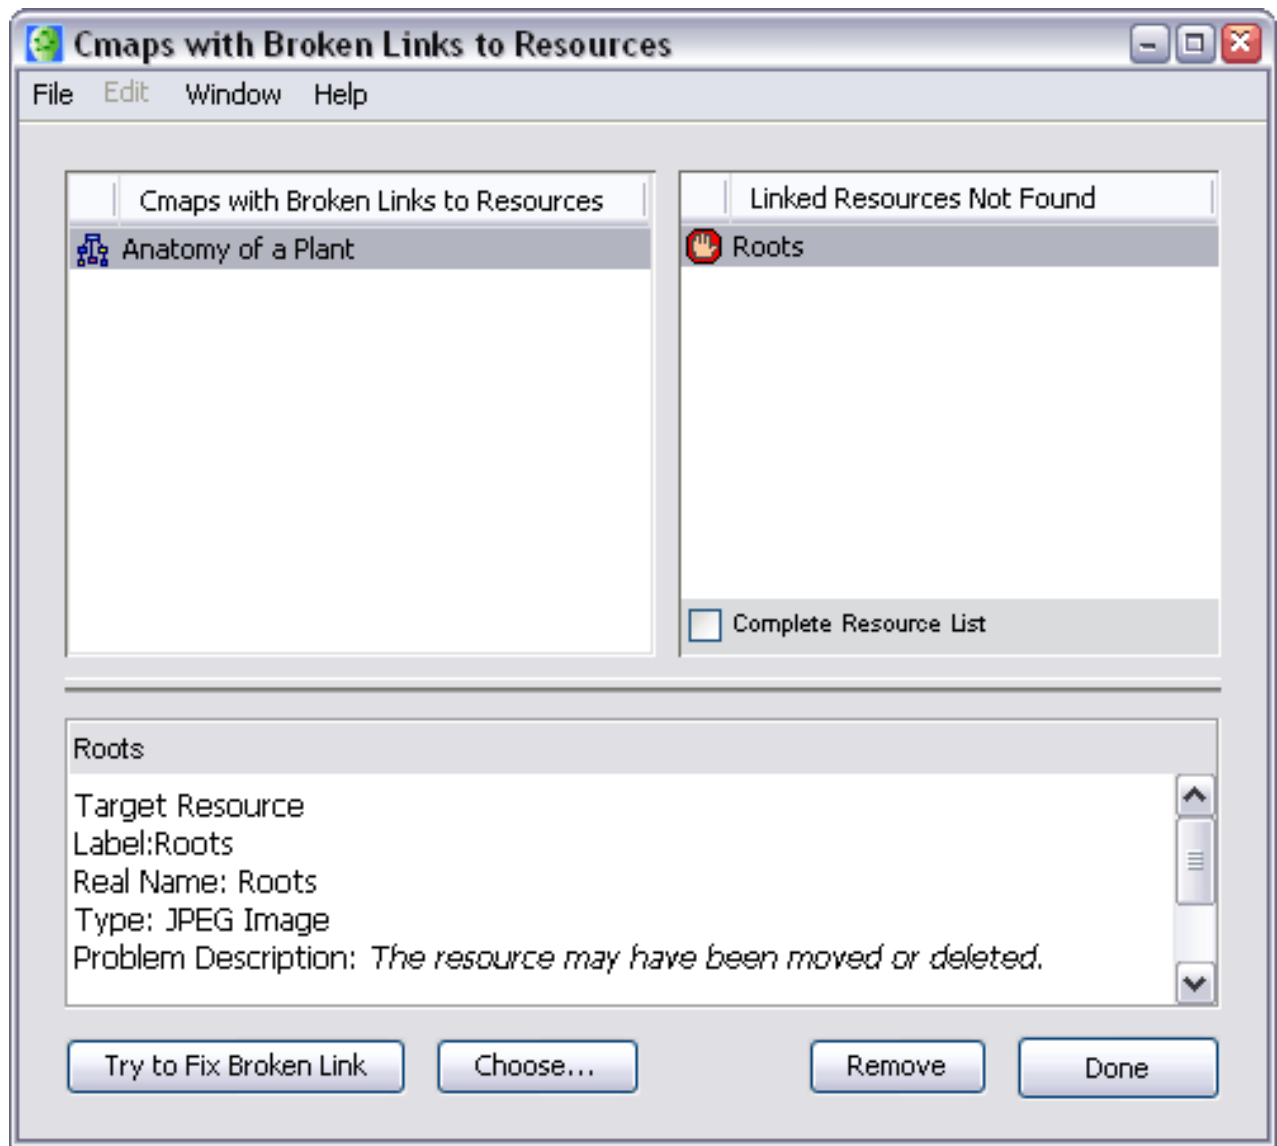 Cmaps with Broken Links to Resources
File Edit Window Help
Cmaps with Broken Links to Resources
Anatomy of a Plant
Linked Resources Not Found
Roots
Complete Resource List
Roots
Target Resource
Label:Roots
Real Name: Roots
Type: JPEG Image
Problem Description: The resource may have been moved or deleted.
Try to Fix Broken Link Choose... Remove Done